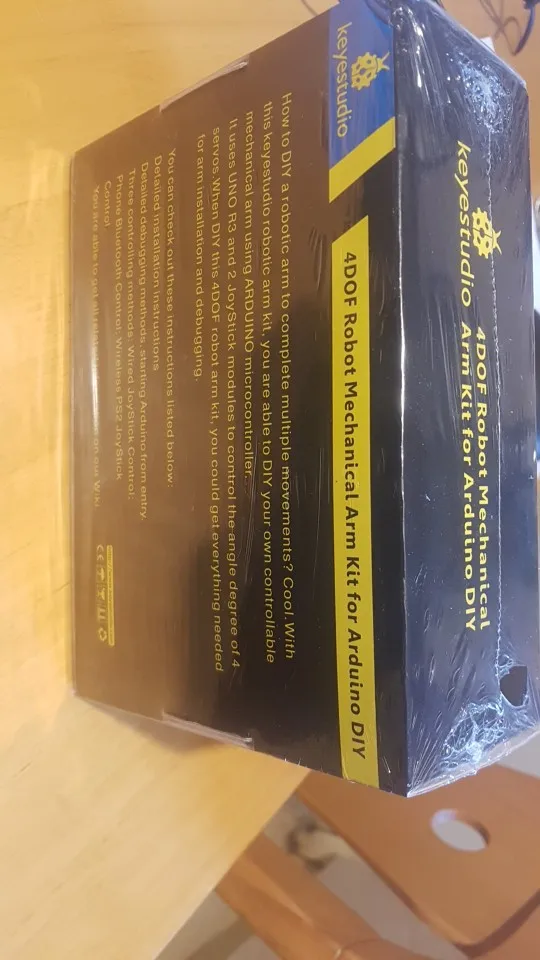 keyestudio
4DOF Robot Mechanical
Arm Kit for Arduino DIY
keyestudio
4DOF Robot Mechanical Arm Kit for Arduino DIY
How to DIY a robotic arm to complete multiple movements? Cool.With
this keyestudio robotic arm kit, you are able to DIY your own controllable
mechanical arm using ARDUINO microcontroller.
It uses UNO R3 and 2 JoyStick modules to control the angle degree of 4
servos.When DIY this 4DOF robot arm kit, you could get everything needed
for arm installation and debugging.
You can check out these instructions listed below:
Detailed installation instructions
Detailed debugging methods ,starting Arduino from entry.
Three controlling methods: Wired JoyStick Control;
Phone Bluetooth Control; Wireless PS2 JoyStick
Control
You are able to get all on our Wiki.
CE